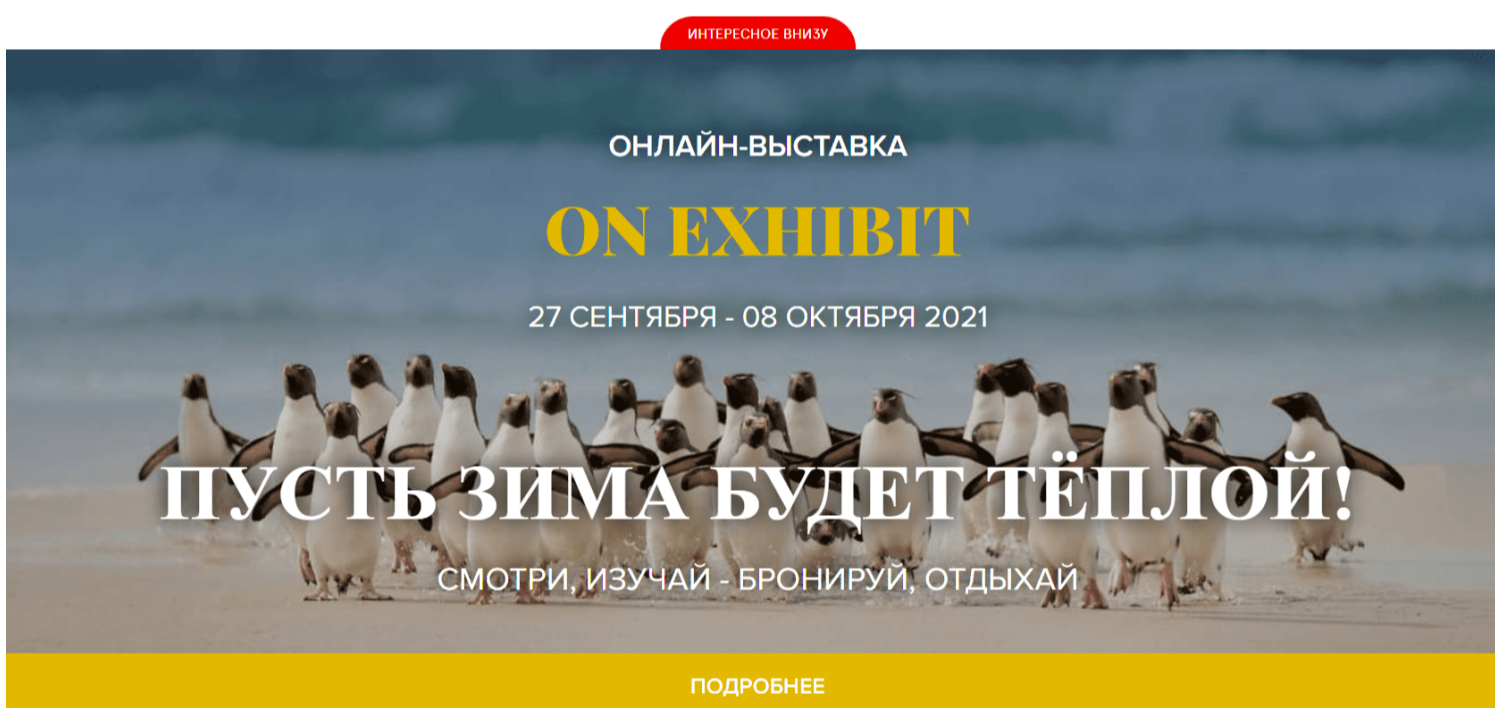 ИНТЕРЕСНОЕ ВНИЗУ
ОНЛАЙН-ВЫСТАВКА
ON EXHIBIT
27 СЕНТЯБРЯ - 08 ОКТЯБРЯ 2021
ПУСТЬ ЗИМА БУДЕТ ТЁПЛОЙ!
СМОТРИ, ИЗУЧАЙ - БРОНИРУЙ, ОТДЫХАЙ
ПОДРОБНЕЕ